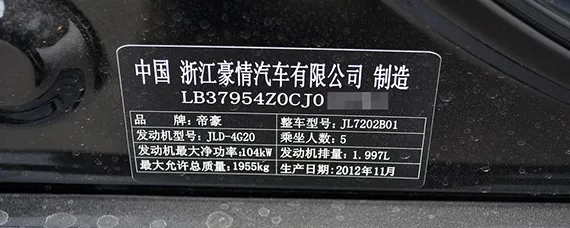 中国 浙江豪情汽车有限公司 制造
LB37954Z0CJ0
品 牌: 帝豪 整车型号: JL7202B01
发动机型号: JLD-4G20 乘坐人数: 5
发动机最大净功率: 104kW 发动机排量: 1.997L
最大允许总质量: 1955kg 生产日期: 2012年11月